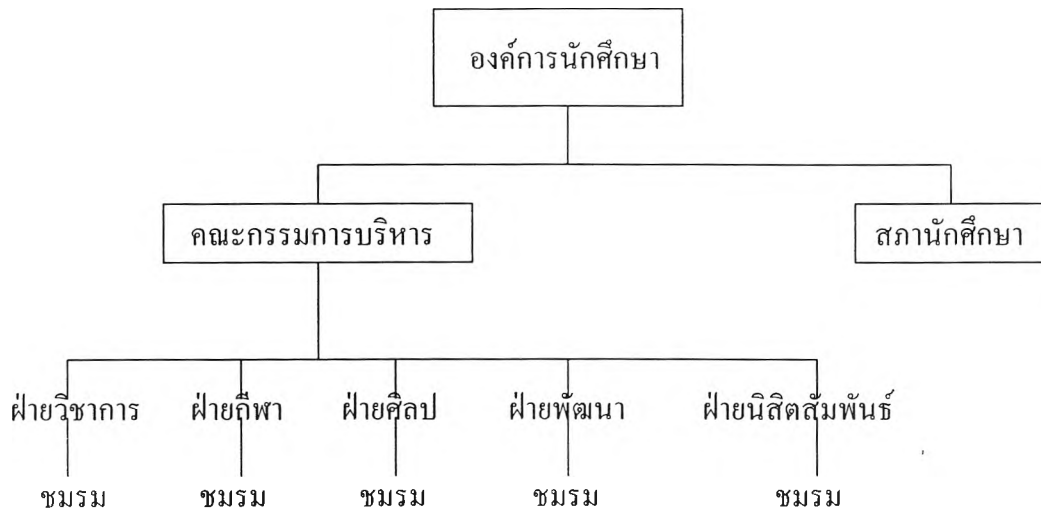 องค์การนักศึกษา
คณะกรรมการบริหาร สภานักศึกษา
ฝ่ายวิชาการ ฝ่ายกีฬา ฝ่ายศิลป ฝ่ายพัฒนา ฝ่ายนิสิตสัมพันธ์
ชมรม ชมรม ชมรม ชมรม ชมรม